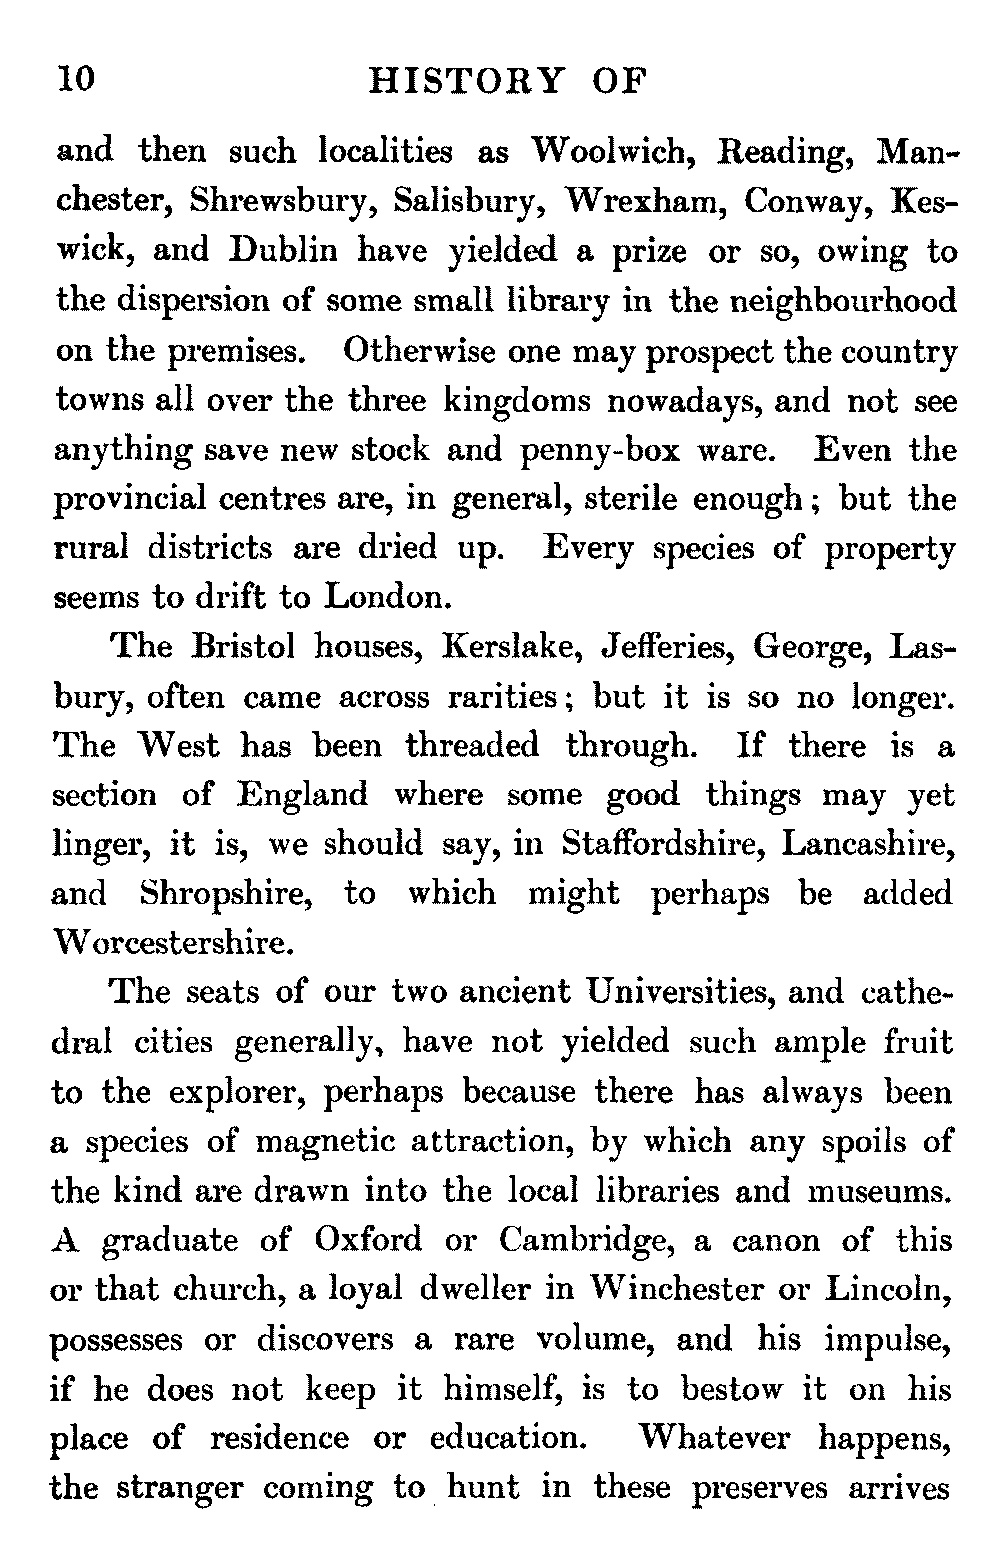 10 HISTORY OF
and then such localities as Woolwich, Reading, Man-
chester, Shrewsbury, Salisbury, Wrexham, Conway, Kes-
wick, and Dublin have yielded a prize or so, owing to
the dispersion of some small library in the neighbourhood
on the premises. Otherwise one may prospect the country
towns all over the three kingdoms nowadays, and not see
anything save new stock and penny-box ware. Even the
provincial centres are, in general, sterile enough; but the
rural districts are dried up. Every species of property
seems to drift to London.
The Bristol houses, Kerslake, Jefferies, George, Las-
bury, often came across rarities; but it is so no longer.
The West has been threaded through. If there is a
section of England where some good things may yet
linger, it is, we should say, in Staffordshire, Lancashire,
and Shropshire, to which might perhaps be added
Worcestershire.
The seats of our two ancient Universities, and cathe-
dral cities generally, have not yielded such ample fruit
to the explorer, perhaps because there has always been
a species of magnetic attraction, by which any spoils of
the kind are drawn into the local libraries and museums.
A graduate of Oxford or Cambridge, a canon of this
or that church, a loyal dweller in Winchester or Lincoln,
possesses or discovers a rare volume, and his impulse,
if he does not keep it himself, is to bestow it on his
place of residence or education. Whatever happens,
the stranger coming to hunt in these preserves arrives